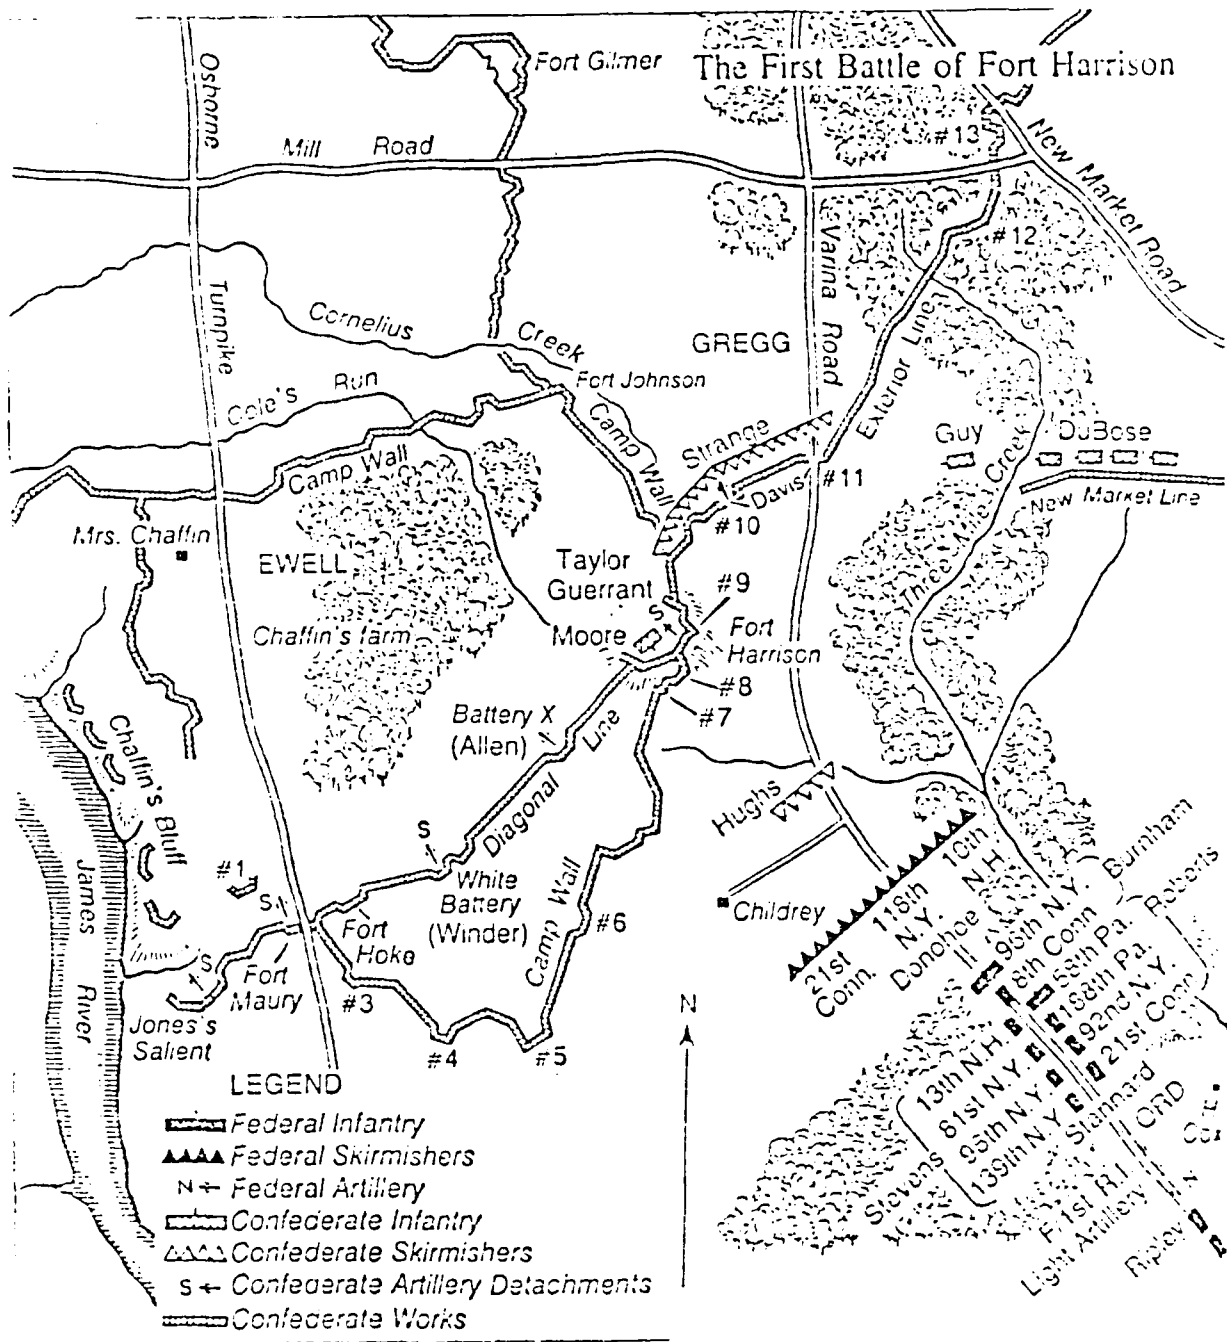 Fort Gilmer
The First Battle of Fort Harrison
Osborne
Mill Road
#13
New Market Road
#12
Varina Road
Turnpike
Cornelius Creek
GREGG
Exterior Line
Fort Johnson
Cole's Run
Camp Wall
Camp Wall
Strange
Guy
DuBose
Three Mile Creek
New Market Line
Davis
#11
#10
Mrs. Chaffin
EWELL
Taylor
Guerrant
#9
S
Moore
Fort
Harrison
Chaffin's farm
#8
#7
Battery X
(Allen)
Diagonal Line
Chaffin's Bluff
Hughs
S
James River
#1
S
White
Battery
(Winder)
Camp Wall
#6
Childrey
Fort
Hoke
Fort
Maury
S
Jones's
Salient
#3
#4
#5
N
10th
N.H.
118th
N.Y.
21st
Conn.
Donohoe
Burnham
Roberts
96th N.Y.
8th Conn
58th Pa.
188th Pa.
92nd N.Y.
21st Conn
13th N.H.
81st N.Y.
98th N.Y.
139th N.Y.
Stevens
Stannard
ORD
Cox
F/1st R.I.
Light Artillery
N
Ripley
LEGEND
Federal Infantry
Federal Skirmishers
N Federal Artillery
Confederate Infantry
Confederate Skirmishers
S Confederate Artillery Detachments
Confederate Works